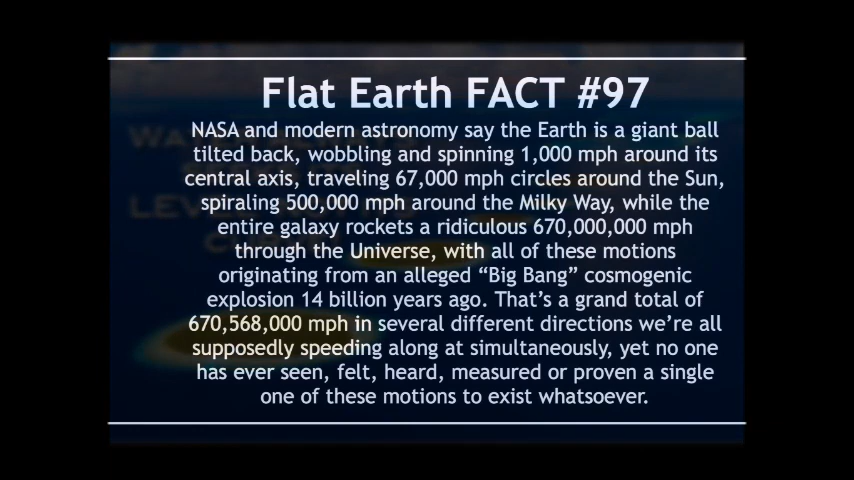 Flat Earth FACT #97
NASA and modern astronomy say the Earth is a giant ball
tilted back, wobbling and spinning 1,000 mph around its
central axis, traveling 67,000 mph circles around the Sun,
spiraling 500,000 mph around the Milky Way, while the
entire galaxy rockets a ridiculous 670,000,000 mph
through the Universe, with all of these motions
originating from an alleged “Big Bang” cosmogenic
explosion 14 billion years ago. That’s a grand total of
670,568,000 mph in several different directions we’re all
supposedly speeding along at simultaneously, yet no one
has ever seen, felt, heard, measured or proven a single
one of these motions to exist whatsoever.